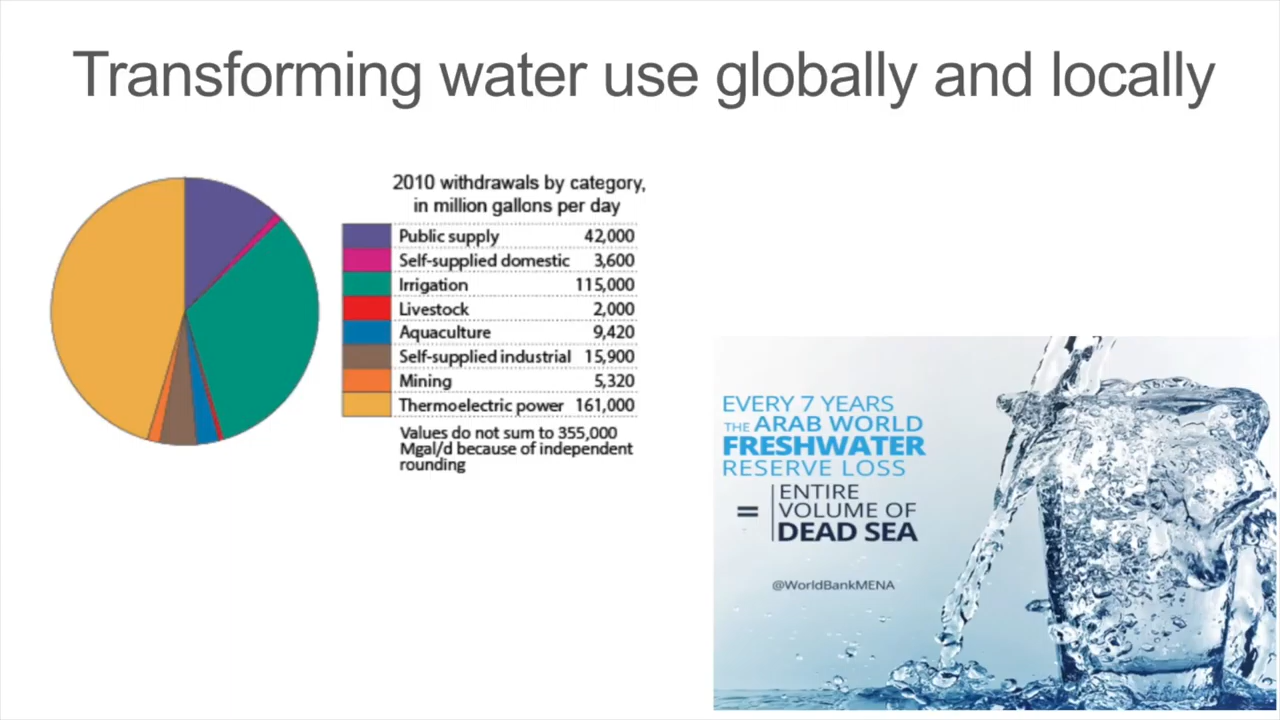 Transforming water use globally and locally
2010 withdrawals by category,
in million gallons per day
Public supply 42,000
Self-supplied domestic 3,600
Irrigation 115,000
Livestock 2,000
Aquaculture 9,420
Self-supplied industrial 15,900
Mining 5,320
Thermoelectric power 161,000
Values do not sum to 355,000
Mgal/d because of independent
rounding
EVERY 7 YEARS
THE ARAB WORLD
FRESHWATER
RESERVE LOSS
= ENTIRE
VOLUME OF
DEAD SEA
@WorldBankMENA